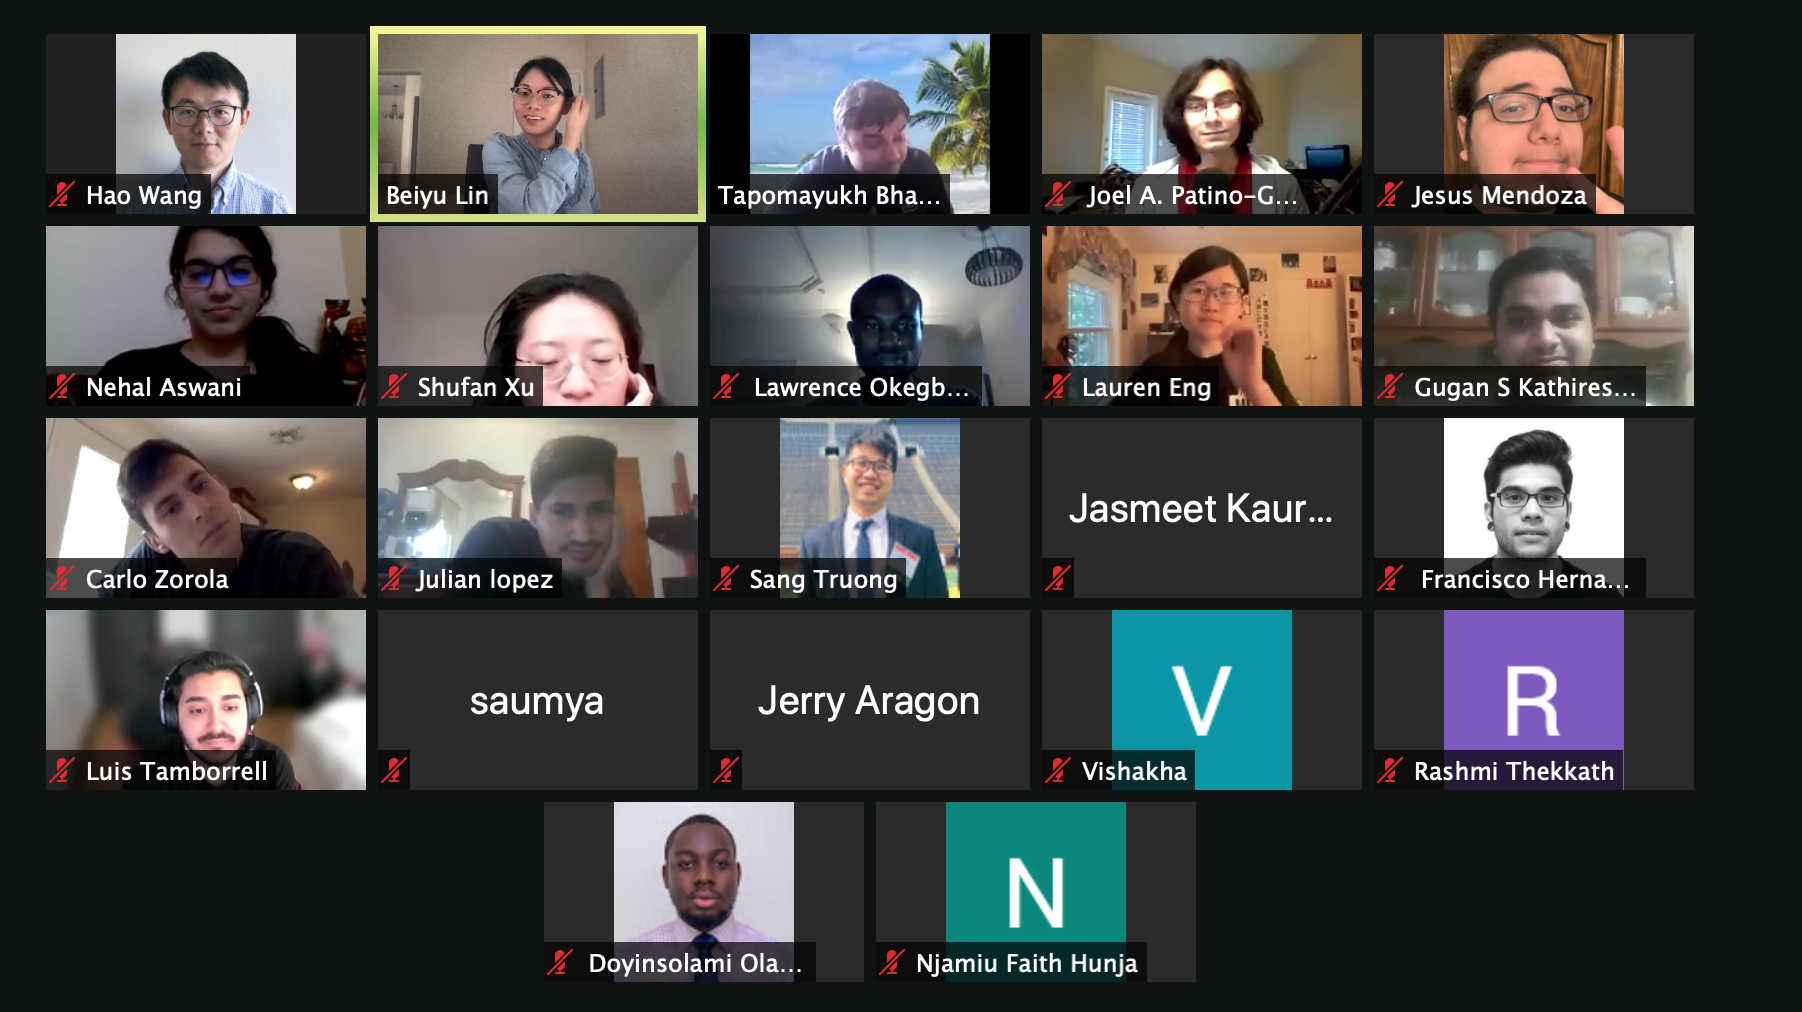 Hao Wang
Beiyu Lin
Tapomayukh Bha...
Joel A. Patino-G...
Jesus Mendoza
Nehal Aswani
Shufan Xu
Lawrence Okegb...
Lauren Eng
Gugan S Kathires...
Carlo Zorola
Julian lopez
Sang Truong
Jasmeet Kaur...
Francisco Herna...
Luis Tamborrell
saumya
Jerry Aragon
V
Vishakha
R
Rashmi Thekkath
Doyinsolami Ola...
N
Njamiu Faith Hunja